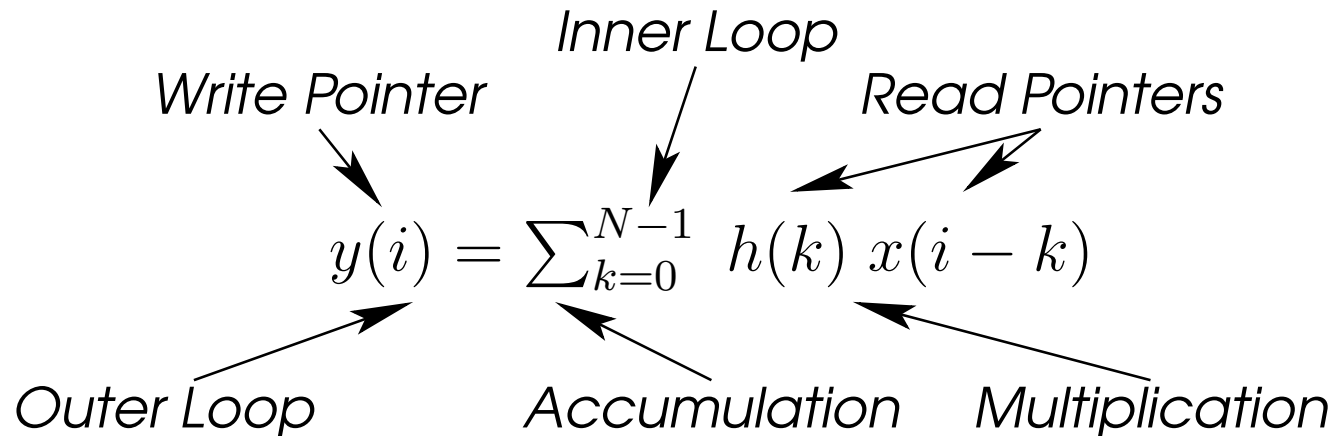 Inner Loop
Write Pointer Read Pointers
y(i) = ∑_{k=0}^{N−1} h(k) x(i − k)
Outer Loop Accumulation Multiplication